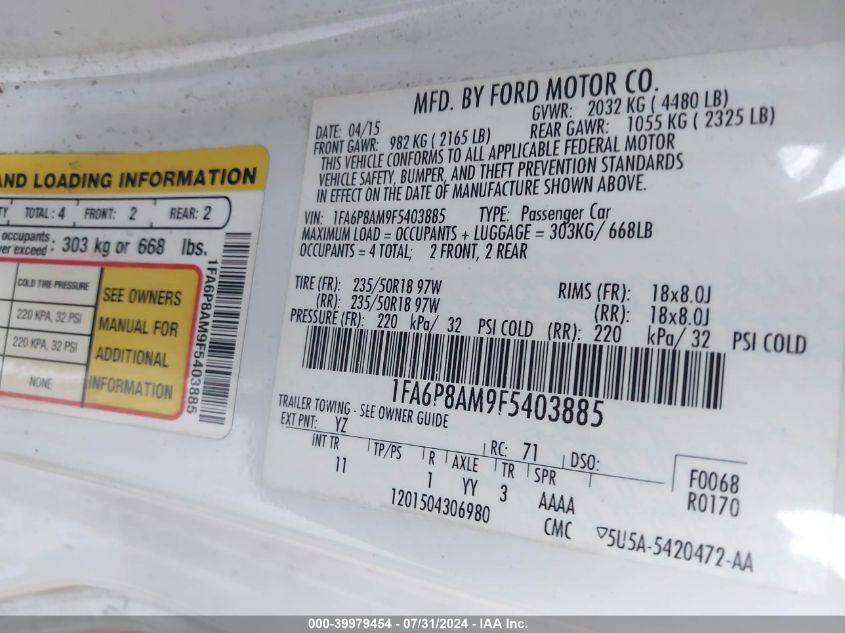 AND LOADING INFORMATION
TOTAL: 4 FRONT: 2 REAR: 2
occupants
exceed: 303 kg or 668 lbs.
COLD TIRE PRESSURE
220 KPA, 32 PSI
220 KPA, 32 PSI
NONE
SEE OWNERS
MANUAL FOR
ADDITIONAL
INFORMATION
1FA6P8AM9F5403885
MFD. BY FORD MOTOR CO.
DATE: 04/15 GVWR: 2032 KG ( 4480 LB)
FRONT GAWR: 982 KG ( 2165 LB) REAR GAWR: 1055 KG ( 2325 LB)
THIS VEHICLE CONFORMS TO ALL APPLICABLE FEDERAL MOTOR
VEHICLE SAFETY, BUMPER, AND THEFT PREVENTION STANDARDS
IN EFFECT ON THE DATE OF MANUFACTURE SHOWN ABOVE.
VIN: 1FA6P8AM9F5403885 TYPE: Passenger Car
MAXIMUM LOAD = OCCUPANTS + LUGGAGE = 303KG/ 668LB
OCCUPANTS = 4 TOTAL; 2 FRONT, 2 REAR
TIRE (FR): 235/50R18 97W RIMS (FR): 18x8.0J
(RR): 235/50R18 97W (RR): 18x8.0J
PRESSURE (FR): 220 kPa/ 32 PSI COLD (RR): 220 kPa/ 32 PSI COLD
1FA6P8AM9F5403885
TRAILER TOWING - SEE OWNER GUIDE
EXT PNT: YZ RC: 71 DSO:
INT TR TP/PS R AXLE TR SPR
11 1 YY 3 AAAA
F0068
R0170
1201504306980 CMC ▽5U5A-5420472-AA
000-39979454 / 07/31/2024 - IAA Inc.